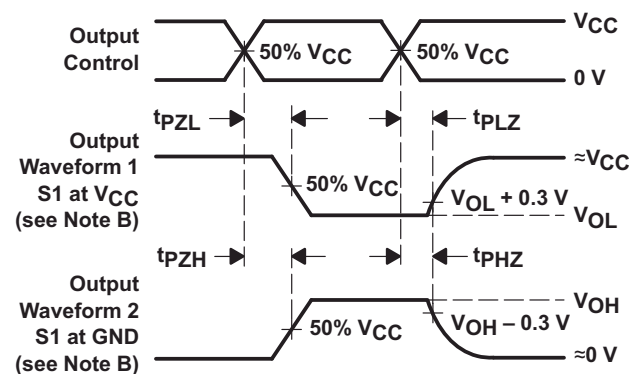 Output
Control
50% VCC
50% VCC
VCC
0 V
tPZL
tPLZ
Output
Waveform 1
S1 at VCC
(see Note B)
50% VCC
≈VCC
VOL + 0.3 V
VOL
tPZH
tPHZ
Output
Waveform 2
S1 at GND
(see Note B)
50% VCC
VOH
VOH – 0.3 V
≈0 V